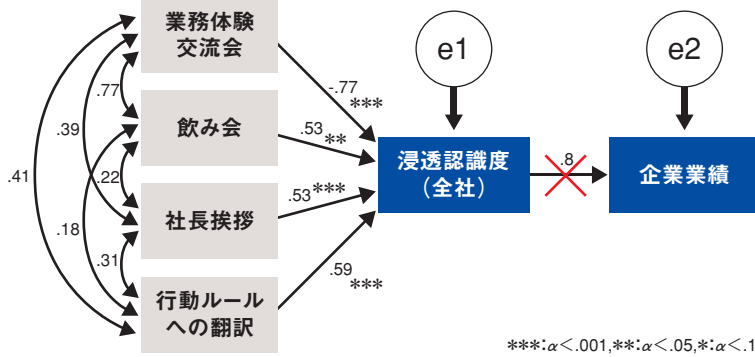 業務体験
交流会
飲み会
社長挨拶
行動ルール
への翻訳
.77
.39
.41
.22
.18
.31
-.77
***
.53
**
.53***
.59
***
e1
e2
浸透認識度
(全社)
.8
企業業績
***:α<.001,**:α<.05,*:α<.1